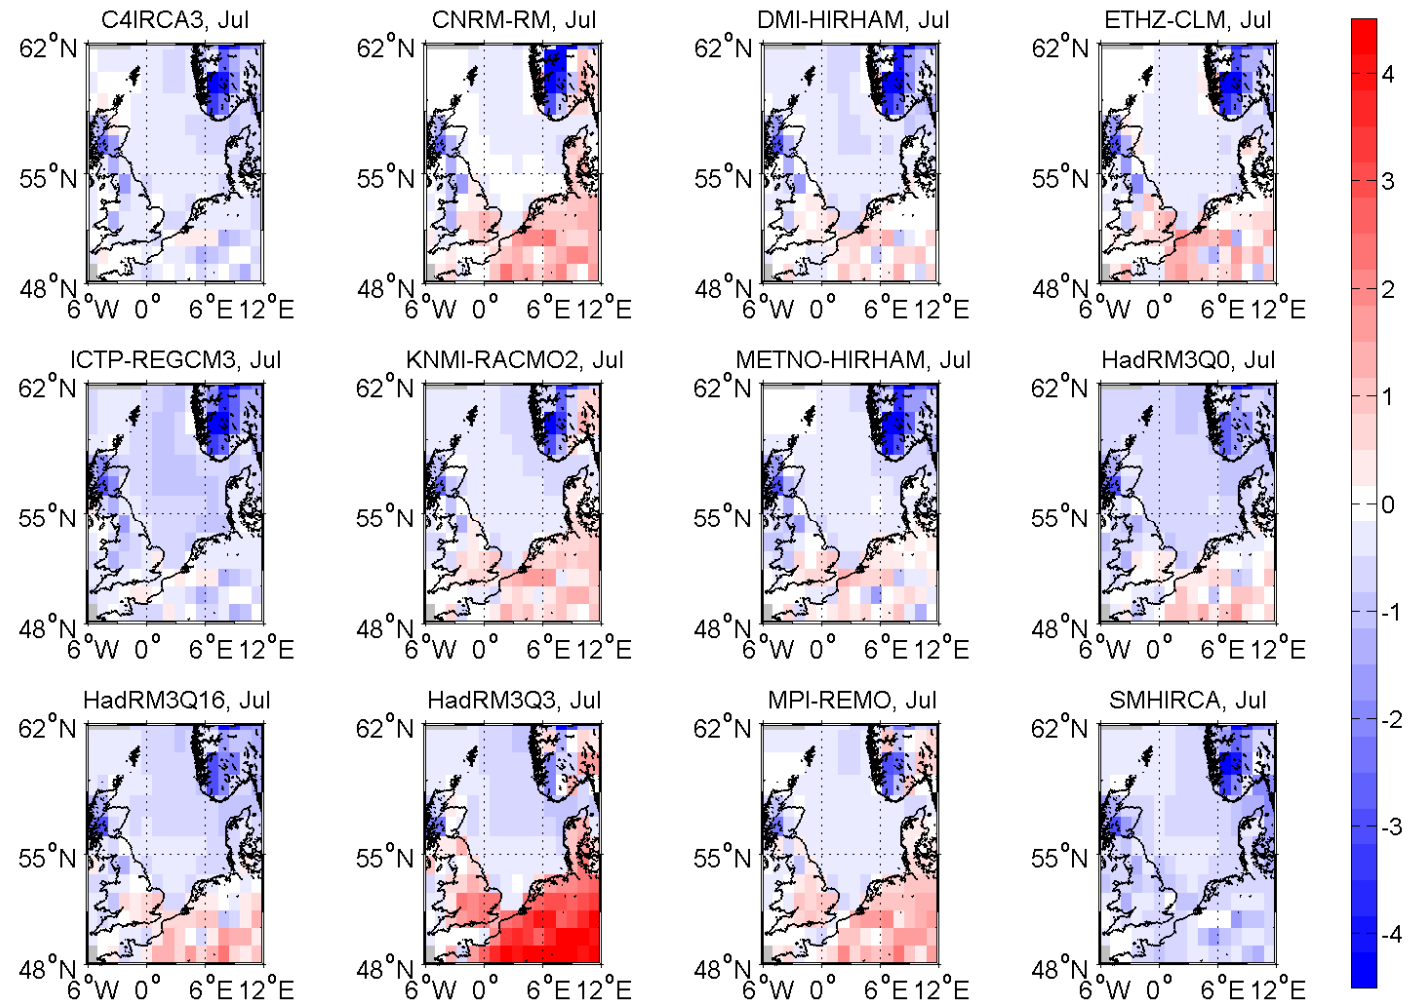 C4IRCA3, Jul
CNRM-RM, Jul
DMI-HIRHAM, Jul
ETHZ-CLM, Jul
62°N 62°N 62°N 62°N
55°N 55°N 55°N 55°N
48°N 48°N 48°N 48°N
6°W 0° 6°E 12°E 6°W 0° 6°E 12°E 6°W 0° 6°E 12°E 6°W 0° 6°E 12°E
ICTP-REGCM3, Jul
KNMI-RACMO2, Jul
METNO-HIRHAM, Jul
HadRM3Q0, Jul
62°N 62°N 62°N 62°N
55°N 55°N 55°N 55°N
48°N 48°N 48°N 48°N
6°W 0° 6°E 12°E 6°W 0° 6°E 12°E 6°W 0° 6°E 12°E 6°W 0° 6°E 12°E
HadRM3Q16, Jul
HadRM3Q3, Jul
MPI-REMO, Jul
SMHIRCA, Jul
62°N 62°N 62°N 62°N
55°N 55°N 55°N 55°N
48°N 48°N 48°N 48°N
6°W 0° 6°E 12°E 6°W 0° 6°E 12°E 6°W 0° 6°E 12°E 6°W 0° 6°E 12°E
4
3
2
1
0
-1
-2
-3
-4